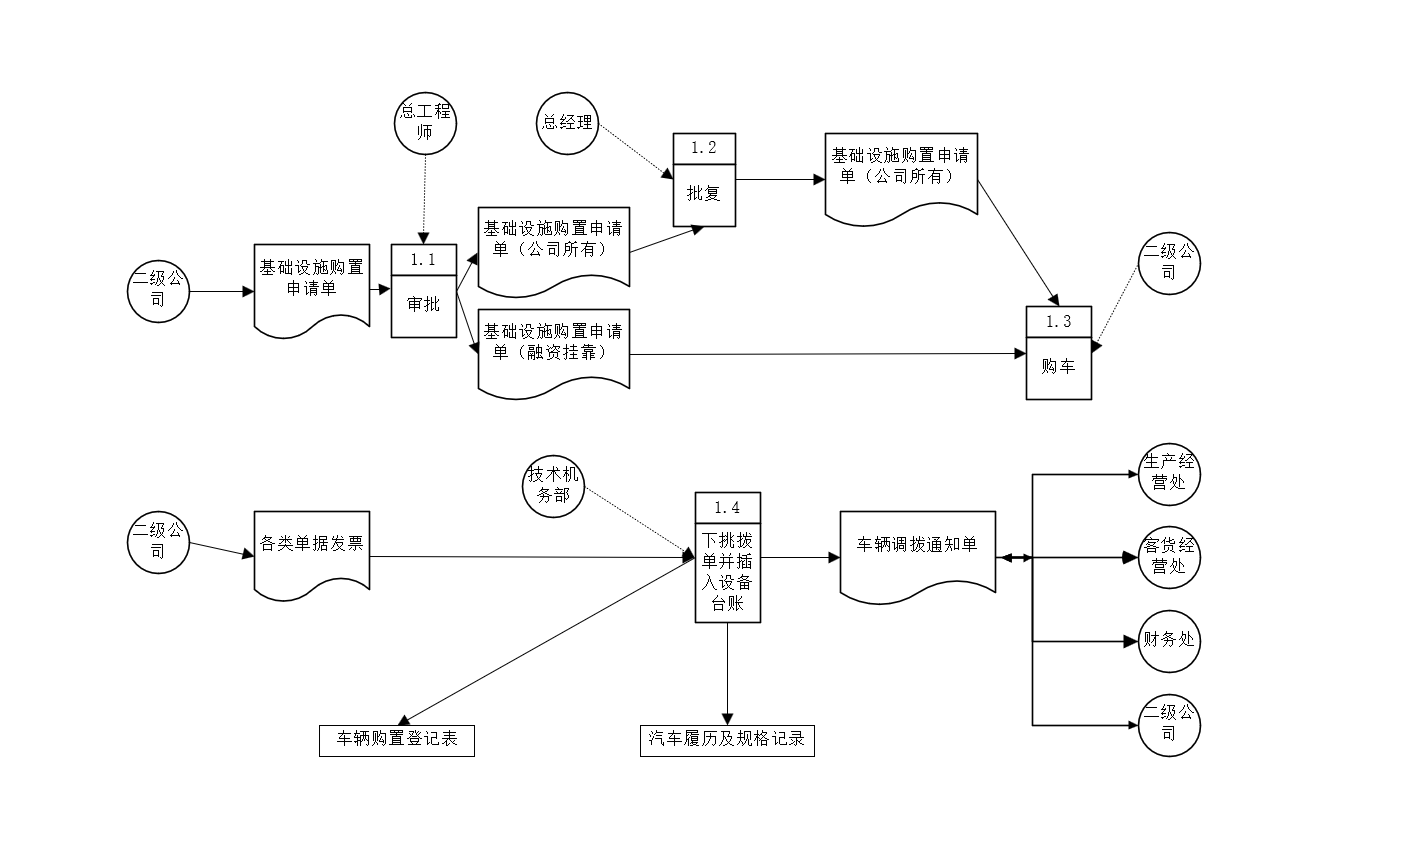 总工程
师
总经理
1.2
批复
基础设施购置申请
单（公司所有）
二级公
司
基础设施购置
申请单
1.1
审批
基础设施购置申请
单（公司所有）
基础设施购置申请
单（融资挂靠）
二级公
司
1.3
购车
二级公
司
各类单据发票
技术机
务部
1.4
下挑拨
单并插
入设备
台账
车辆调拨通知单
生产经
营处
客货经
营处
财务处
二级公
司
车辆购置登记表
汽车履历及规格记录